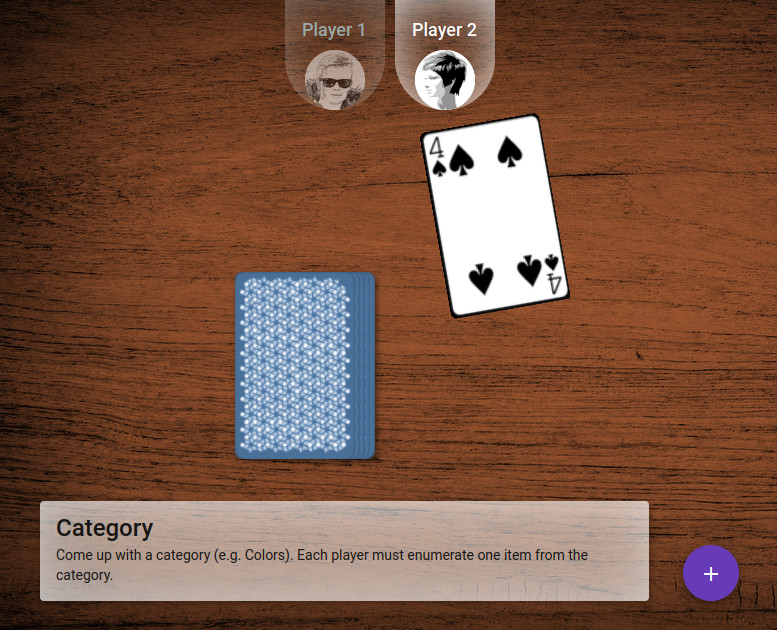 Player 1
Player 2
4
4
Category
Come up with a category (e.g. Colors). Each player must enumerate one item from the
category.
+